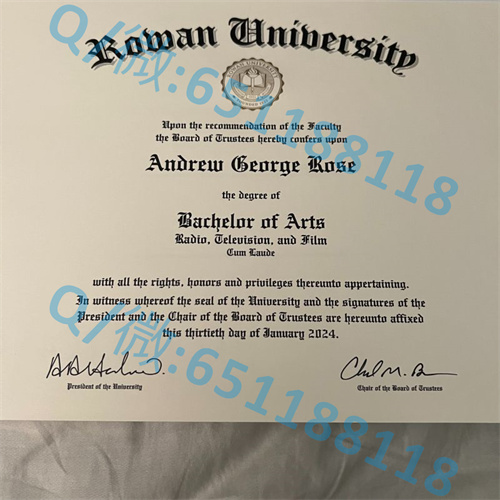 Rowan University
ROWAN UNIVERSITY
Upon the recommendation of the Faculty
the Board of Trustees hereby confers upon
Andrew George Rose
the degree of
Bachelor of Arts
Radio, Television, and Film
Cum Laude
with all the rights, honors and privileges thereunto appertaining.
In witness whereof the seal of the University and the signatures of the
President and the Chair of the Board of Trustees are hereunto affixed
this thirtieth day of January 2024.
President of the University
Chair of the Board of Trustees
Q/微:651188118
Q/微:651188118